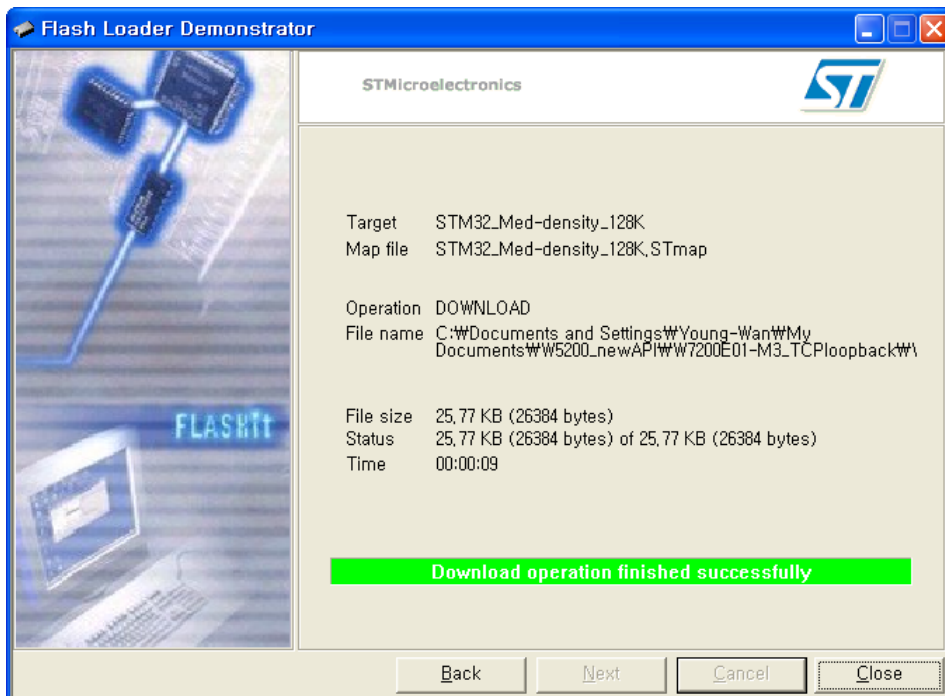 Flash Loader Demonstrator
STMicroelectronics
ST
Target STM32_Med-density_128K
Map file STM32_Med-density_128K,STmap
Operation DOWNLOAD
File name C:₩Documents and Settings₩Young-Wan₩My
Documents₩W5200_newAPI₩W7200E01-M3_TCPloopback₩\
File size 25,77 KB (26384 bytes)
Status 25,77 KB (26384 bytes) of 25,77 KB (26384 bytes)
Time 00:00:09
FLASHit
Download operation finished successfully
Back Next Cancel Close